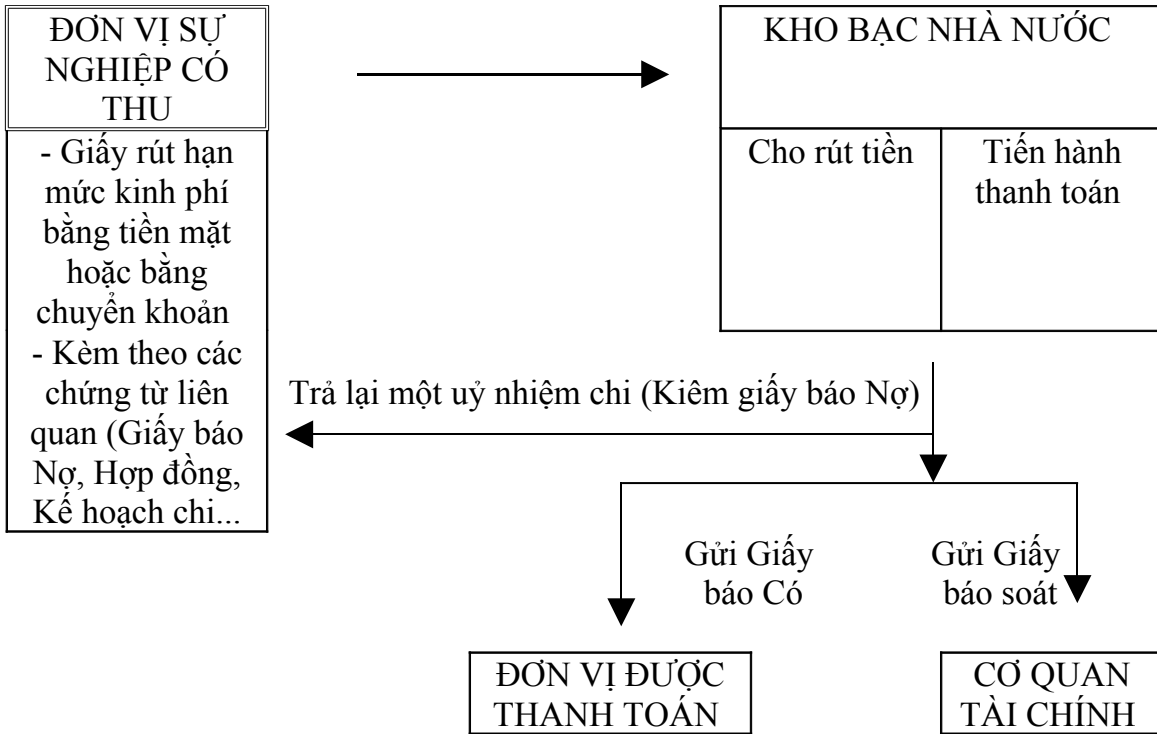 ĐƠN VỊ SỰ
NGHIỆP CÓ
THU
- Giấy rút hạn
mức kinh phí
bằng tiền mặt
hoặc bằng
chuyển khoản
- Kèm theo các
chứng từ liên
quan (Giấy báo
Nợ, Hợp đồng,
Kế hoạch chi...
KHO BẠC NHÀ NƯỚC
Cho rút tiền
Tiến hành
thanh toán
Trả lại một uỷ nhiệm chi (Kiêm giấy báo Nợ)
Gửi Giấy
báo Có
Gửi Giấy
báo soát
ĐƠN VỊ ĐƯỢC
THANH TOÁN
CƠ QUAN
TÀI CHÍNH